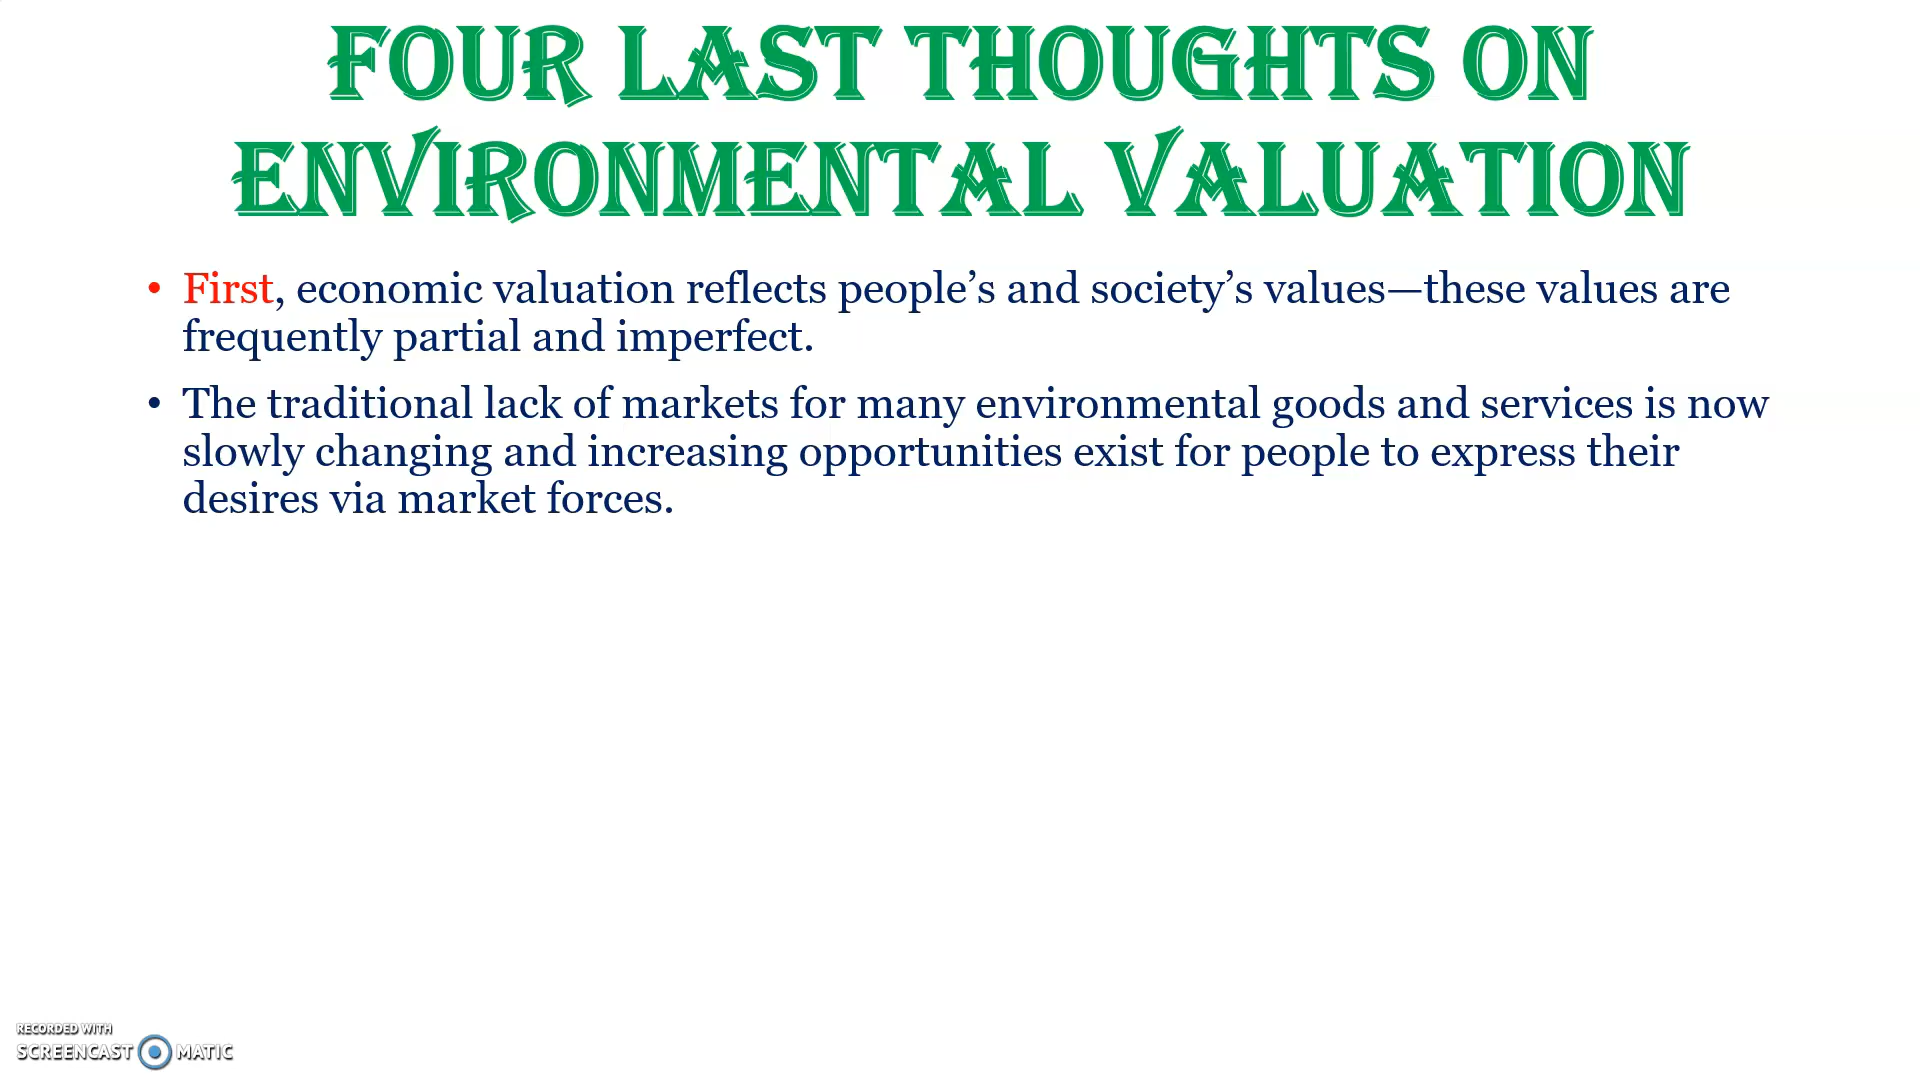 FOUR LAST THOUGHTS ON
ENVIRONMENTAL VALUATION
• First, economic valuation reflects people’s and society’s values—these values are
frequently partial and imperfect.
• The traditional lack of markets for many environmental goods and services is now
slowly changing and increasing opportunities exist for people to express their
desires via market forces.
RECORDED WITH
SCREENCAST MATIC